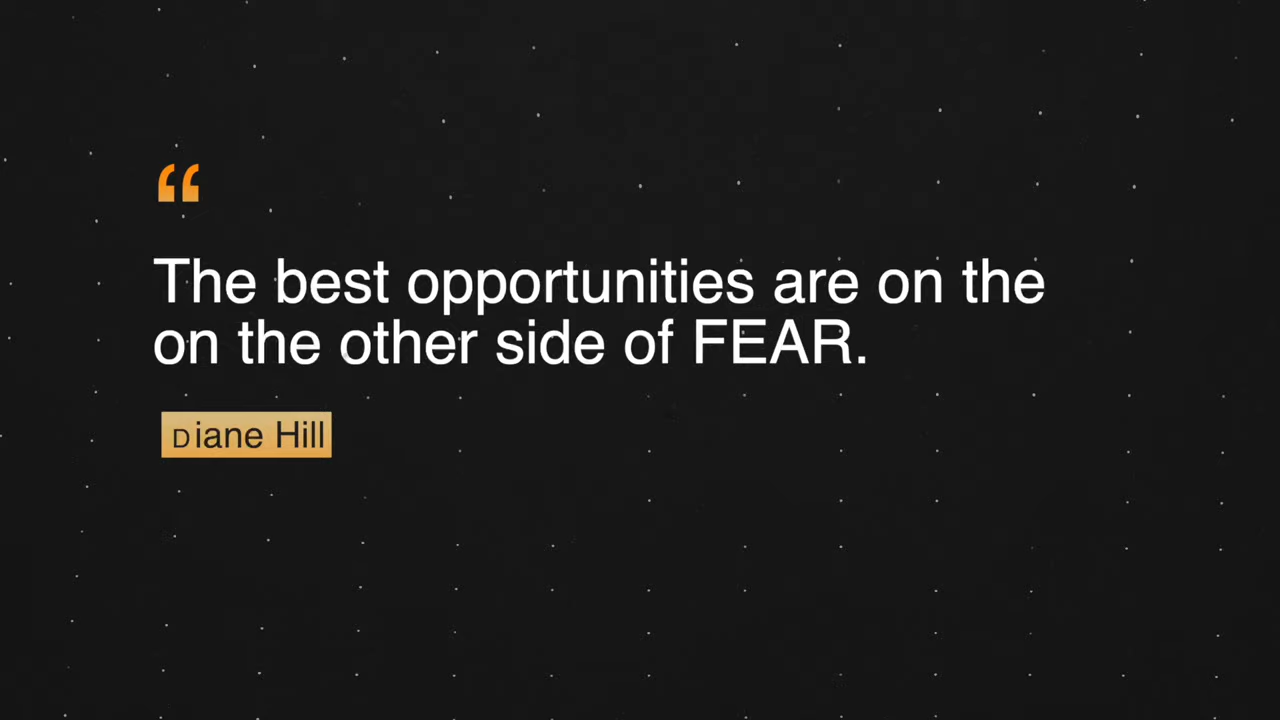 “
The best opportunities are on the
on the other side of FEAR.
Diane Hill